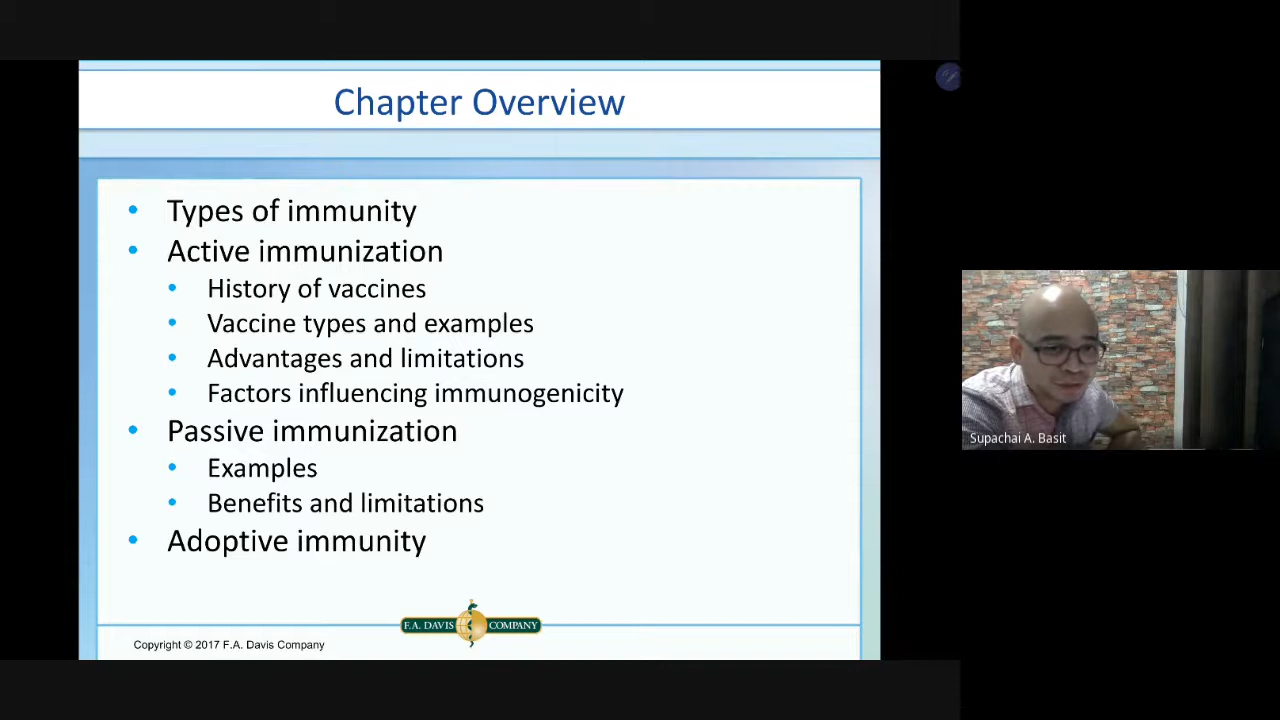 Chapter Overview
• Types of immunity
• Active immunization
• History of vaccines
• Vaccine types and examples
• Advantages and limitations
• Factors influencing immunogenicity
• Passive immunization
• Examples
• Benefits and limitations
• Adoptive immunity
F.A. DAVIS COMPANY
Copyright © 2017 F.A. Davis Company
Supachai A. Basit